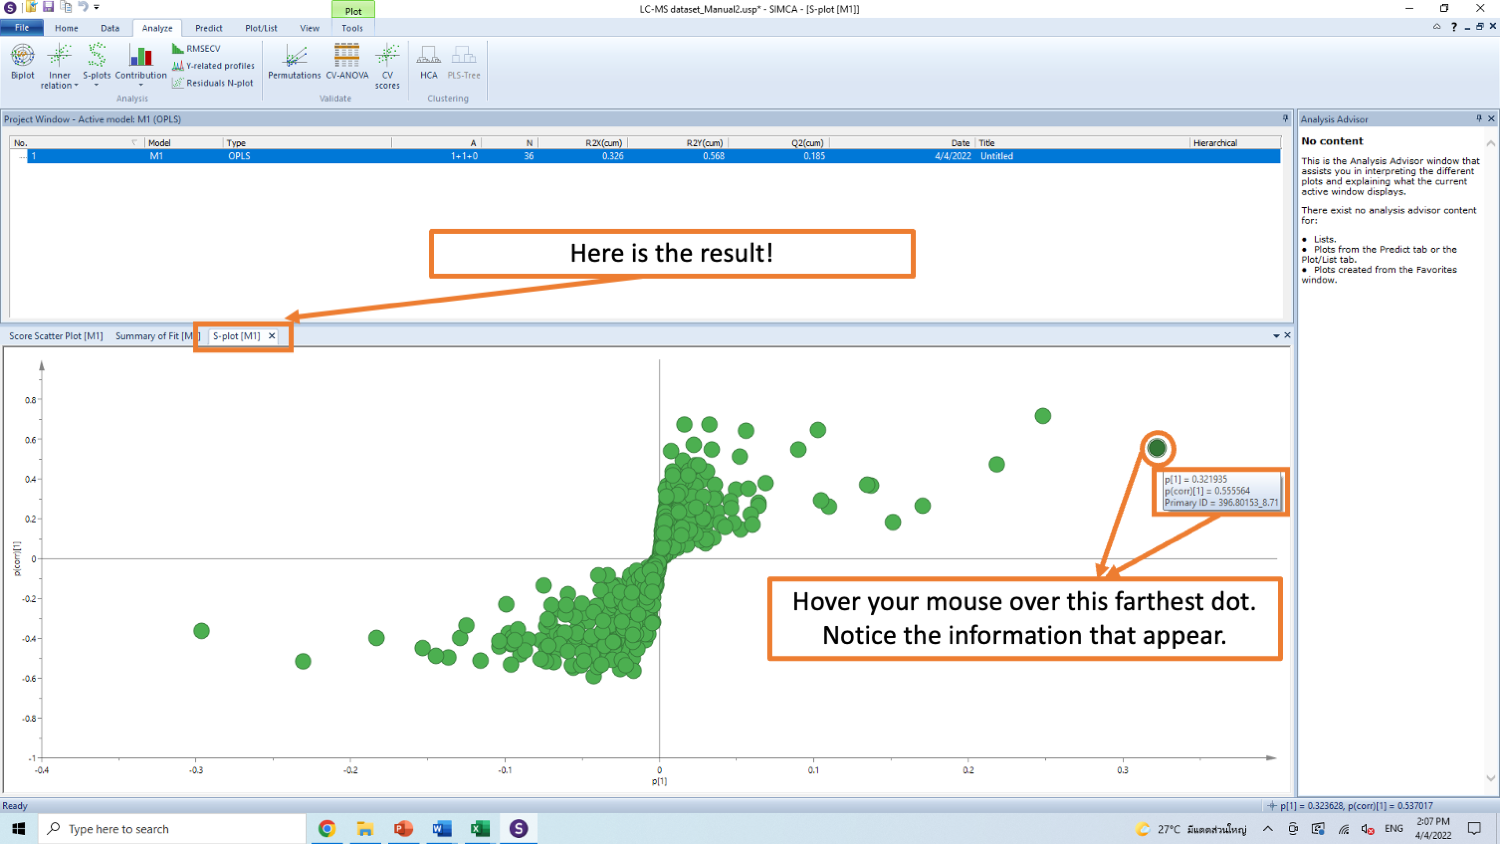 LC-MS dataset_Manual2.usp* - SIMCA - [S-plot [M1]]
Plot
File Home Data Analyze Predict Plot/List View Tools
Biplot
Inner relation
S-plots
Contribution
RMSECV
Y-related profiles
Residuals N-plot
Analysis
Permutations
CV-ANOVA
CV scores
Validate
HCA
PLS-Tree
Clustering
Project Window - Active model: M1 (OPLS)
No. Model Type A N R2X(cum) R2Y(cum) Q2(cum) Date Title Hierarchical
1 M1 OPLS 1+1+0 36 0.326 0.568 0.185 4/4/2022 Untitled
Analysis Advisor
No content
This is the Analysis Advisor window that
assists you in interpreting the different
plots and explaining what the current
active window displays.
There exist no analysis advisor content
for:
● Lists.
● Plots from the Predict tab or the
Plot/List tab.
● Plots created from the Favorites
window.
Here is the result!
Score Scatter Plot [M1] Summary of Fit [M S-plot [M1]
0.8
0.6
0.4
0.2
0
-0.2
-0.4
-0.6
-0.8
-1
p(corr)[1]
p[1] = 0.321935
p(corr)[1] = 0.555564
Primary ID = 396.80153_8.71
Hover your mouse over this farthest dot.
Notice the information that appear.
-0.4 -0.3 -0.2 -0.1 0 0.1 0.2 0.3
p[1]
Ready
p[1] = 0.323628, p(corr)[1] = 0.537017
Type here to search
27°C มีแดดส่วนใหญ่
ENG
2:07 PM
4/4/2022